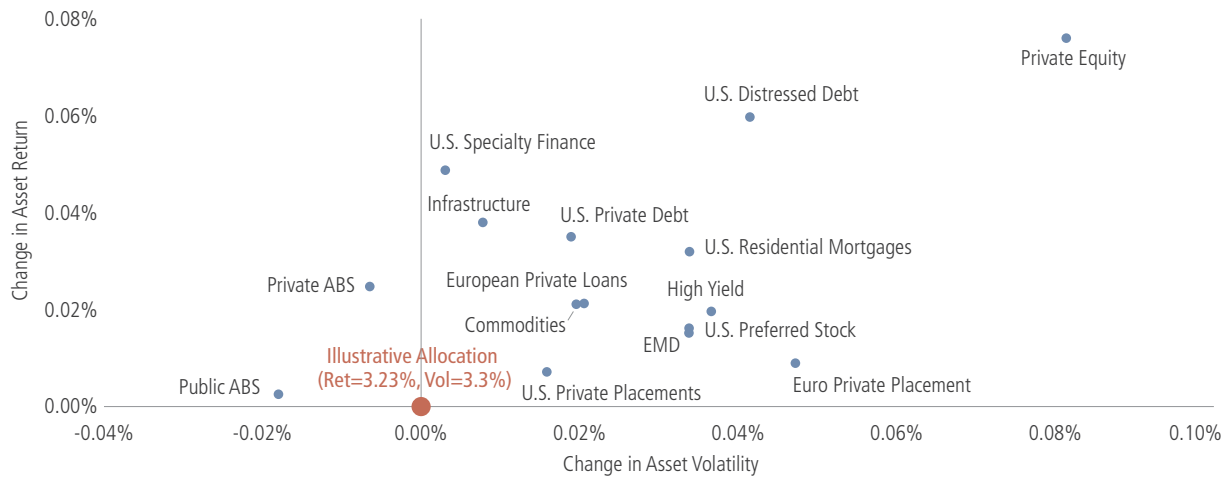 0.08%
Private Equity
U.S. Distressed Debt
0.06%
U.S. Specialty Finance
Change in Asset Return
0.04%
Infrastructure
U.S. Private Debt
U.S. Residential Mortgages
Private ABS
European Private Loans
High Yield
0.02%
Commodities
U.S. Preferred Stock
EMD
Illustrative Allocation
(Ret=3.23%, Vol=3.3%)
Public ABS
U.S. Private Placements
Euro Private Placement
0.00%
-0.04%
-0.02%
0.00%
0.02%
0.04%
0.06%
0.08%
0.10%
Change in Asset Volatility